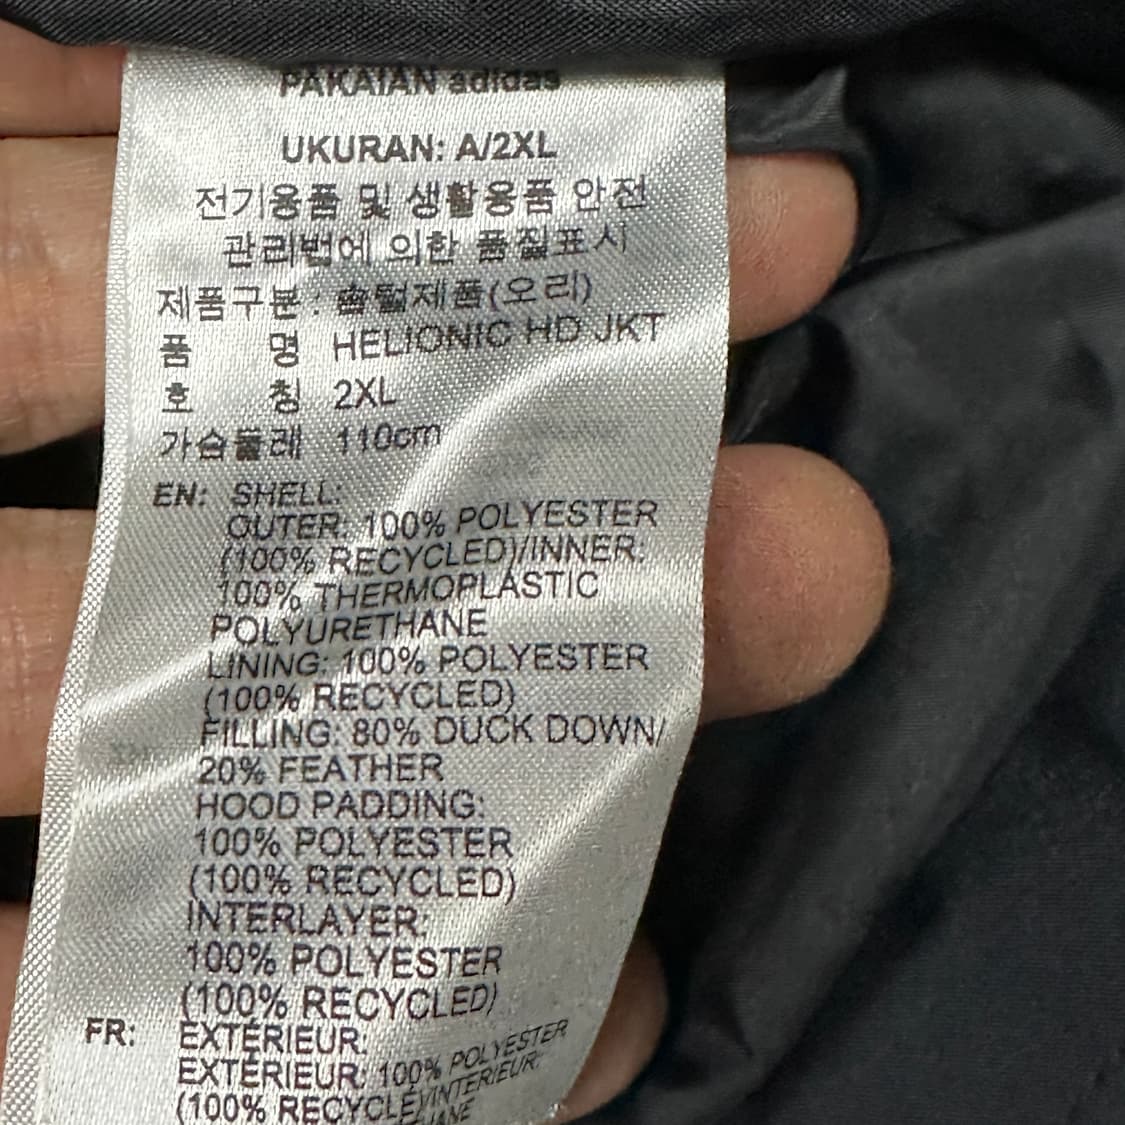 PAKAIAN adidas
UKURAN: A/2XL
전기용품 및 생활용품 안전
관리법에 의한 품질표시
제품구분 : 솜털제품(오리)
품 명 HELIONIC HD JKT
호 칭 2XL
가슴둘레 110cm
EN: SHELL:
OUTER: 100% POLYESTER
(100% RECYCLED)/INNER:
100% THERMOPLASTIC
POLYURETHANE
LINING: 100% POLYESTER
(100% RECYCLED)
FILLING: 80% DUCK DOWN/
20% FEATHER
HOOD PADDING:
100% POLYESTER
(100% RECYCLED)
INTERLAYER:
100% POLYESTER
(100% RECYCLED)
FR: EXTÉRIEUR:
EXTÉRIEUR: 100% POLYESTER
(100% RECYCLÉ)/INTÉRIEUR: